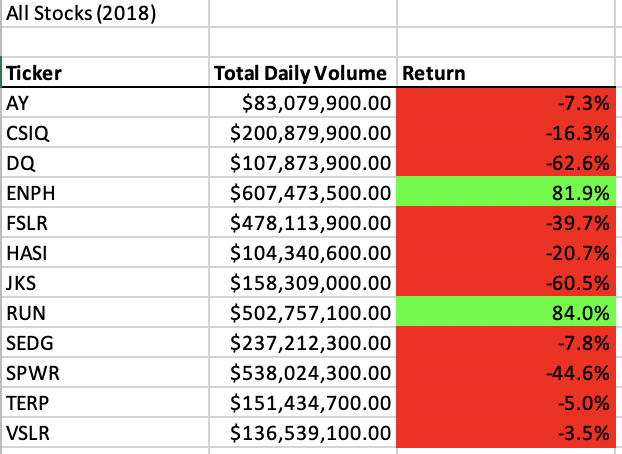 All Stocks (2018)
Ticker Total Daily Volume Return
AY $83,079,900.00 -7.3%
CSIQ $200,879,900.00 -16.3%
DQ $107,873,900.00 -62.6%
ENPH $607,473,500.00 81.9%
FSLR $478,113,900.00 -39.7%
HASI $104,340,600.00 -20.7%
JKS $158,309,000.00 -60.5%
RUN $502,757,100.00 84.0%
SEDG $237,212,300.00 -7.8%
SPWR $538,024,300.00 -44.6%
TERP $151,434,700.00 -5.0%
VSLR $136,539,100.00 -3.5%